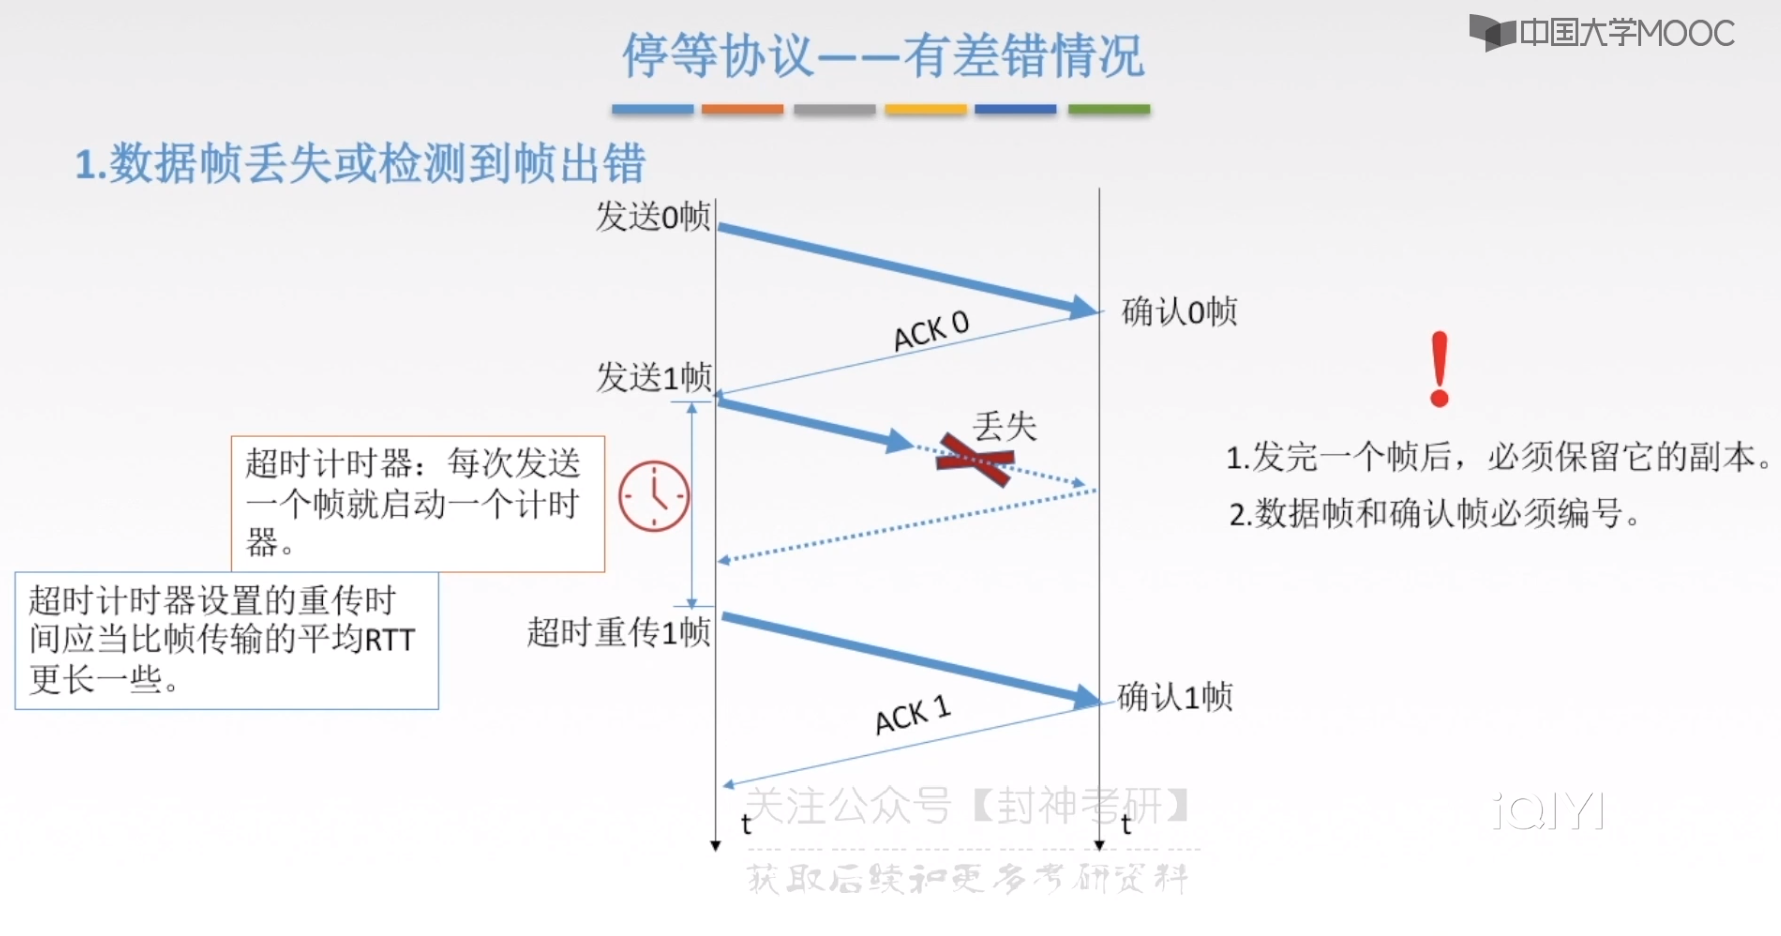 中国大学MOOC
停等协议——有差错情况
1.数据帧丢失或检测到帧出错
发送0帧
确认0帧
ACK 0
发送1帧
丢失
超时计时器：每次发送
一个帧就启动一个计时
器。
1.发完一个帧后，必须保留它的副本。
2.数据帧和确认帧必须编号。
超时计时器设置的重传时
间应当比帧传输的平均RTT
更长一些。
超时重传1帧
确认1帧
ACK 1
关注公众号【封神考研】
iQIYI
t
t
获取后续和更多考研资料